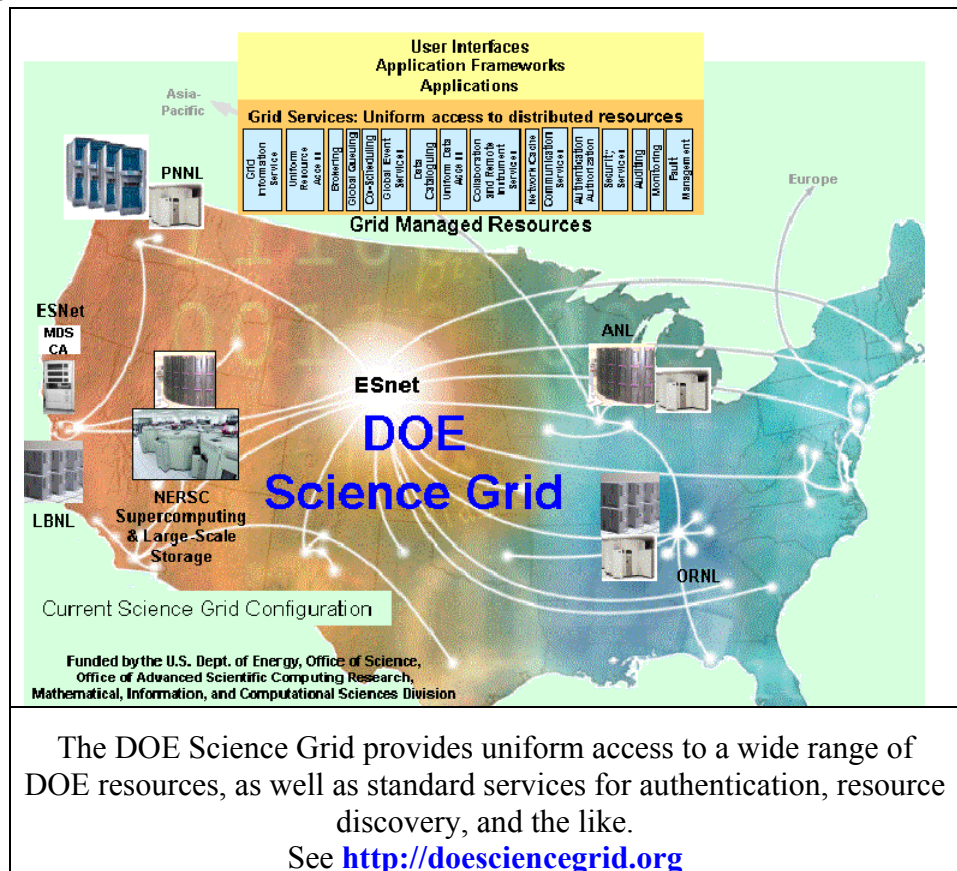 User Interfaces
Application Frameworks
Applications
Asia-
Pacific
Grid Services: Uniform access to distributed resources
Grid
Information
Service
Uniform
Resource
Access
Brokering
Global Queuing
Co-Scheduling
Global Event
Services
Data
Cataloguing
Uniform Data
Access
Collaboration
and Remote
Instrument
Services
Network Cache
Communication
Services
Authentication
Authorization
Security
Services
Auditing
Monitoring
Fault
Management
Grid Managed Resources
PNNL
Europe
ESNet
MDS
CA
ANL
ESnet
DOE
Science Grid
LBNL
NERSC
Supercomputing
& Large-Scale
Storage
ORNL
Current Science Grid Configuration
Funded by the U.S. Dept. of Energy, Office of Science,
Office of Advanced Scientific Computing Research,
Mathematical, Information, and Computational Sciences Division
The DOE Science Grid provides uniform access to a wide range of
DOE resources, as well as standard services for authentication, resource
discovery, and the like.
See http://doesciencegrid.org